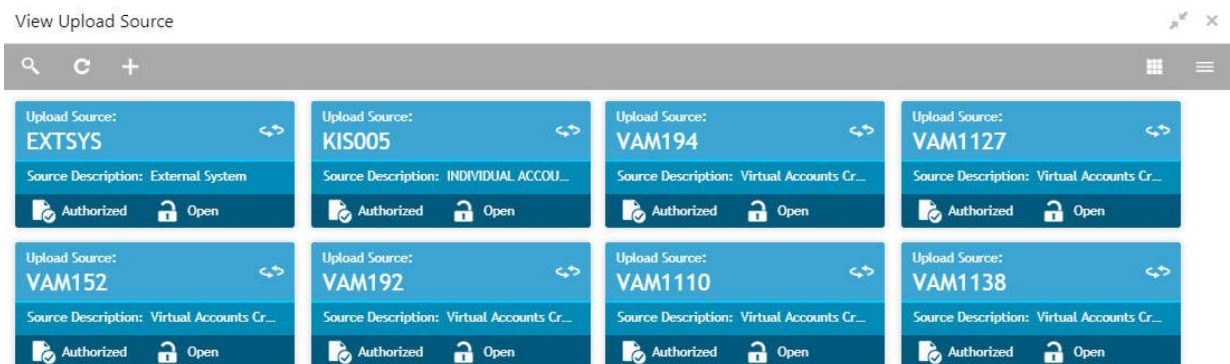 View Upload Source
Upload Source:
EXTSYS
Source Description: External System
Authorized Open
Upload Source:
KIS005
Source Description: INDIVIDUAL ACCOU...
Authorized Open
Upload Source:
VAM194
Source Description: Virtual Accounts Cr...
Authorized Open
Upload Source:
VAM1127
Source Description: Virtual Accounts Cr...
Authorized Open
Upload Source:
VAM152
Source Description: Virtual Accounts Cr...
Authorized Open
Upload Source:
VAM192
Source Description: Virtual Accounts Cr...
Authorized Open
Upload Source:
VAM1110
Source Description: Virtual Accounts Cr...
Authorized Open
Upload Source:
VAM1138
Source Description: Virtual Accounts Cr...
Authorized Open